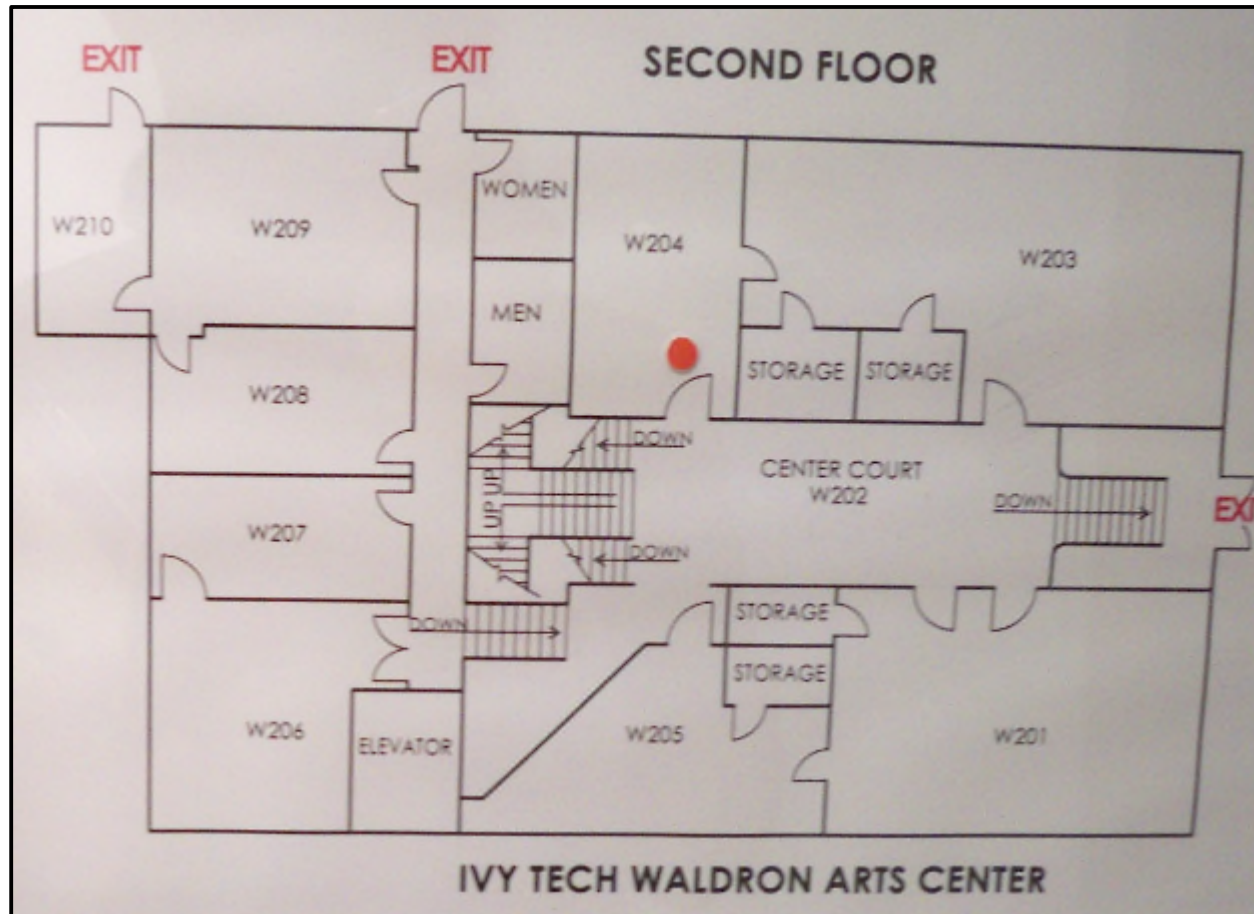 EXIT
EXIT
SECOND FLOOR
W210
W209
WOMEN
W204
W203
MEN
STORAGE
STORAGE
W208
DOWN
CENTER COURT
W202
UP UP
DOWN
EXIT
W207
DOWN
STORAGE
DOWN
STORAGE
W206
ELEVATOR
W205
W201
IVY TECH WALDRON ARTS CENTER